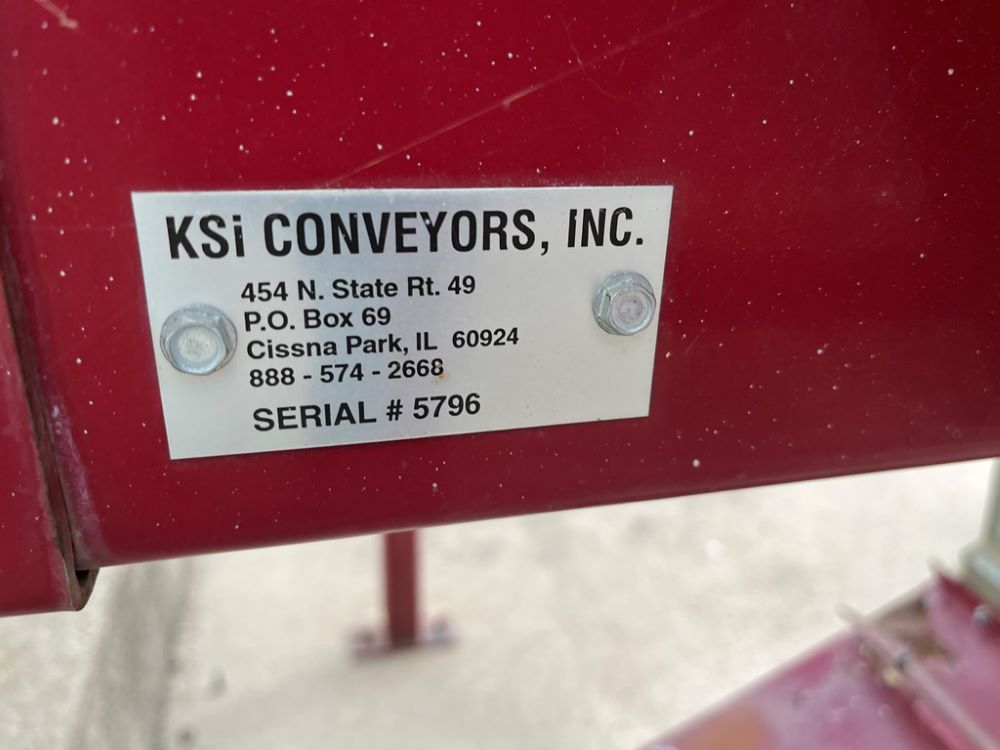 KSi CONVEYORS, INC.
454 N. State Rt. 49
P.O. Box 69
Cissna Park, IL 60924
888 - 574 - 2668
SERIAL # 5796